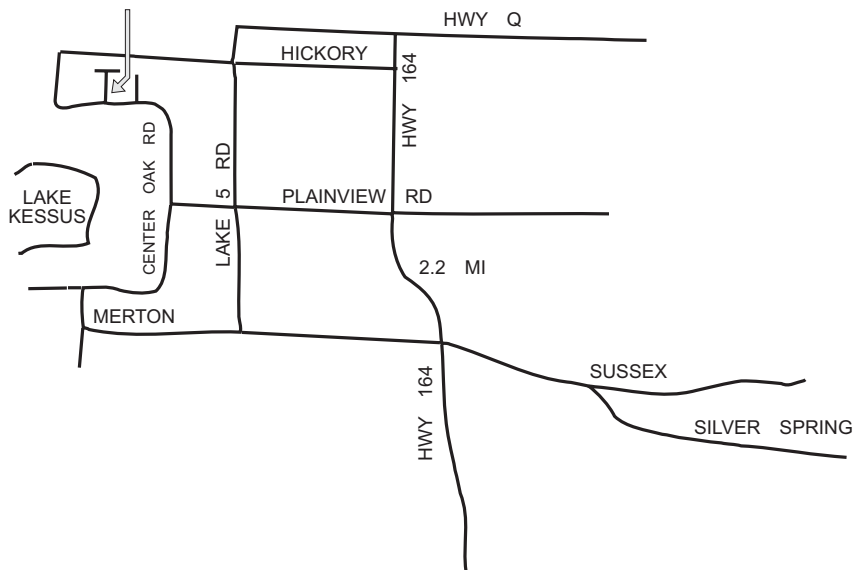 HWY Q
HICKORY
HWY 164
CENTER OAK RD
LAKE 5 RD
LAKE
KESSUS
PLAINVIEW RD
2.2 MI
MERTON
SUSSEX
HWY 164
SILVER SPRING